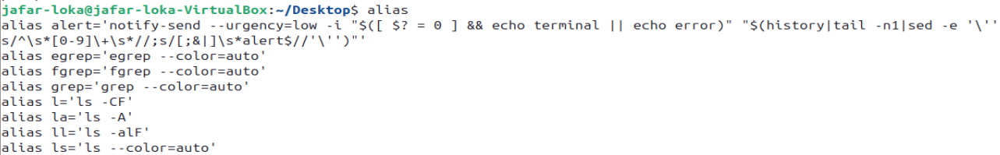 jafar-loka@jafar-loka-VirtualBox:~/Desktop$ alias
alias alert='notify-send --urgency=low -i "$([ $? = 0 ] && echo terminal || echo error)" "$(history|tail -n1|sed -e '\''
s/^\s*[0-9]\+\s*//;s/[;&|]\s*alert$//'\'')"'
alias egrep='egrep --color=auto'
alias fgrep='fgrep --color=auto'
alias grep='grep --color=auto'
alias l='ls -CF'
alias la='ls -A'
alias ll='ls -alF'
alias ls='ls --color=auto'